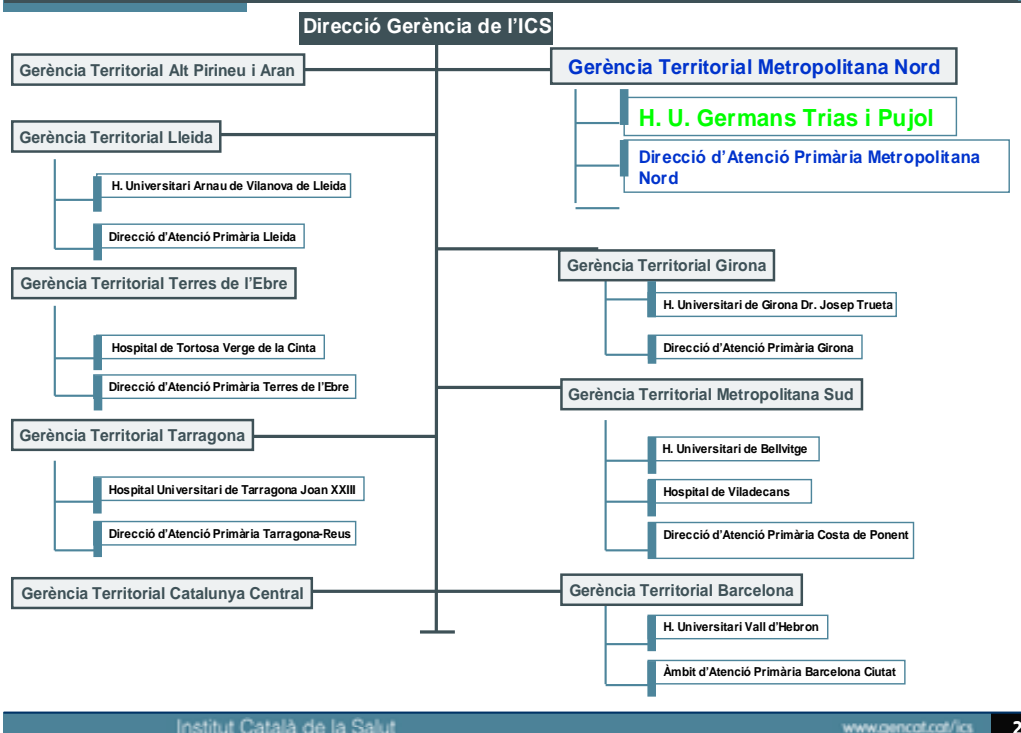 Direcció Gerència de l'ICS
Gerència Territorial Alt Pirineu i Aran
Gerència Territorial Lleida
H. Universitari Arnau de Vilanova de Lleida
Direcció d'Atenció Primària Lleida
Gerència Territorial Terres de l'Ebre
Hospital de Tortosa Verge de la Cinta
Direcció d'Atenció Primària Terres de l'Ebre
Gerència Territorial Tarragona
Hospital Universitari de Tarragona Joan XXIII
Direcció d'Atenció Primària Tarragona-Reus
Gerència Territorial Catalunya Central
Gerència Territorial Metropolitana Nord
H. U. Germans Trias i Pujol
Direcció d'Atenció Primària Metropolitana
Nord
Gerència Territorial Girona
H. Universitari de Girona Dr. Josep Trueta
Direcció d'Atenció Primària Girona
Gerència Territorial Metropolitana Sud
H. Universitari de Bellvitge
Hospital de Viladecans
Direcció d'Atenció Primària Costa de Ponent
Gerència Territorial Barcelona
H. Universitari Vall d'Hebron
Àmbit d'Atenció Primària Barcelona Ciutat
Institut Català de la Salut
www.gencat.cat/ics
2